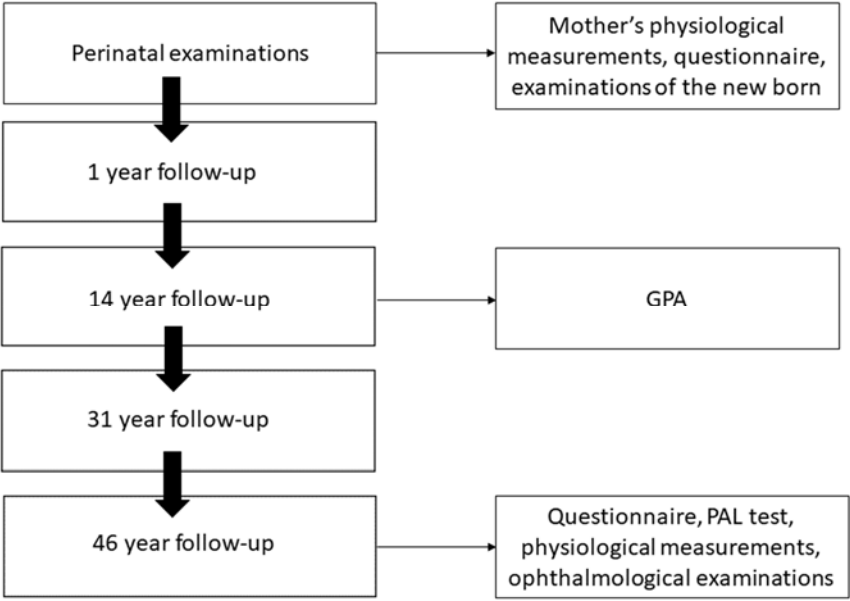 Perinatal examinations
Mother's physiological
measurements, questionnaire,
examinations of the new born
1 year follow-up
14 year follow-up
GPA
31 year follow-up
46 year follow-up
Questionnaire, PAL test,
physiological measurements,
ophthalmological examinations